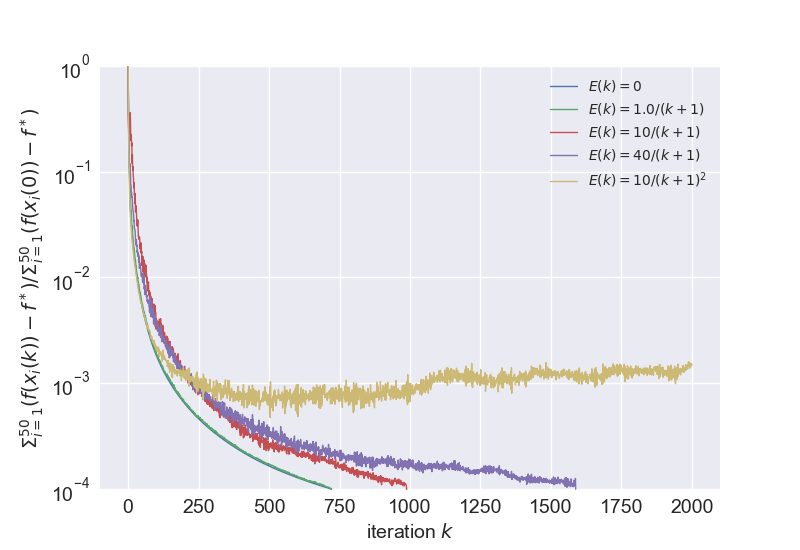 10^0
10^{-1}
10^{-2}
10^{-3}
10^{-4}
Σ_{i=1}^{50}(f(x_i(k)) − f*)/Σ_{i=1}^{50}(f(x_i(0)) − f*)
E(k) = 0
E(k) = 1.0/(k + 1)
E(k) = 10/(k + 1)
E(k) = 40/(k + 1)
E(k) = 10/(k + 1)^2
0 250 500 750 1000 1250 1500 1750 2000
iteration k